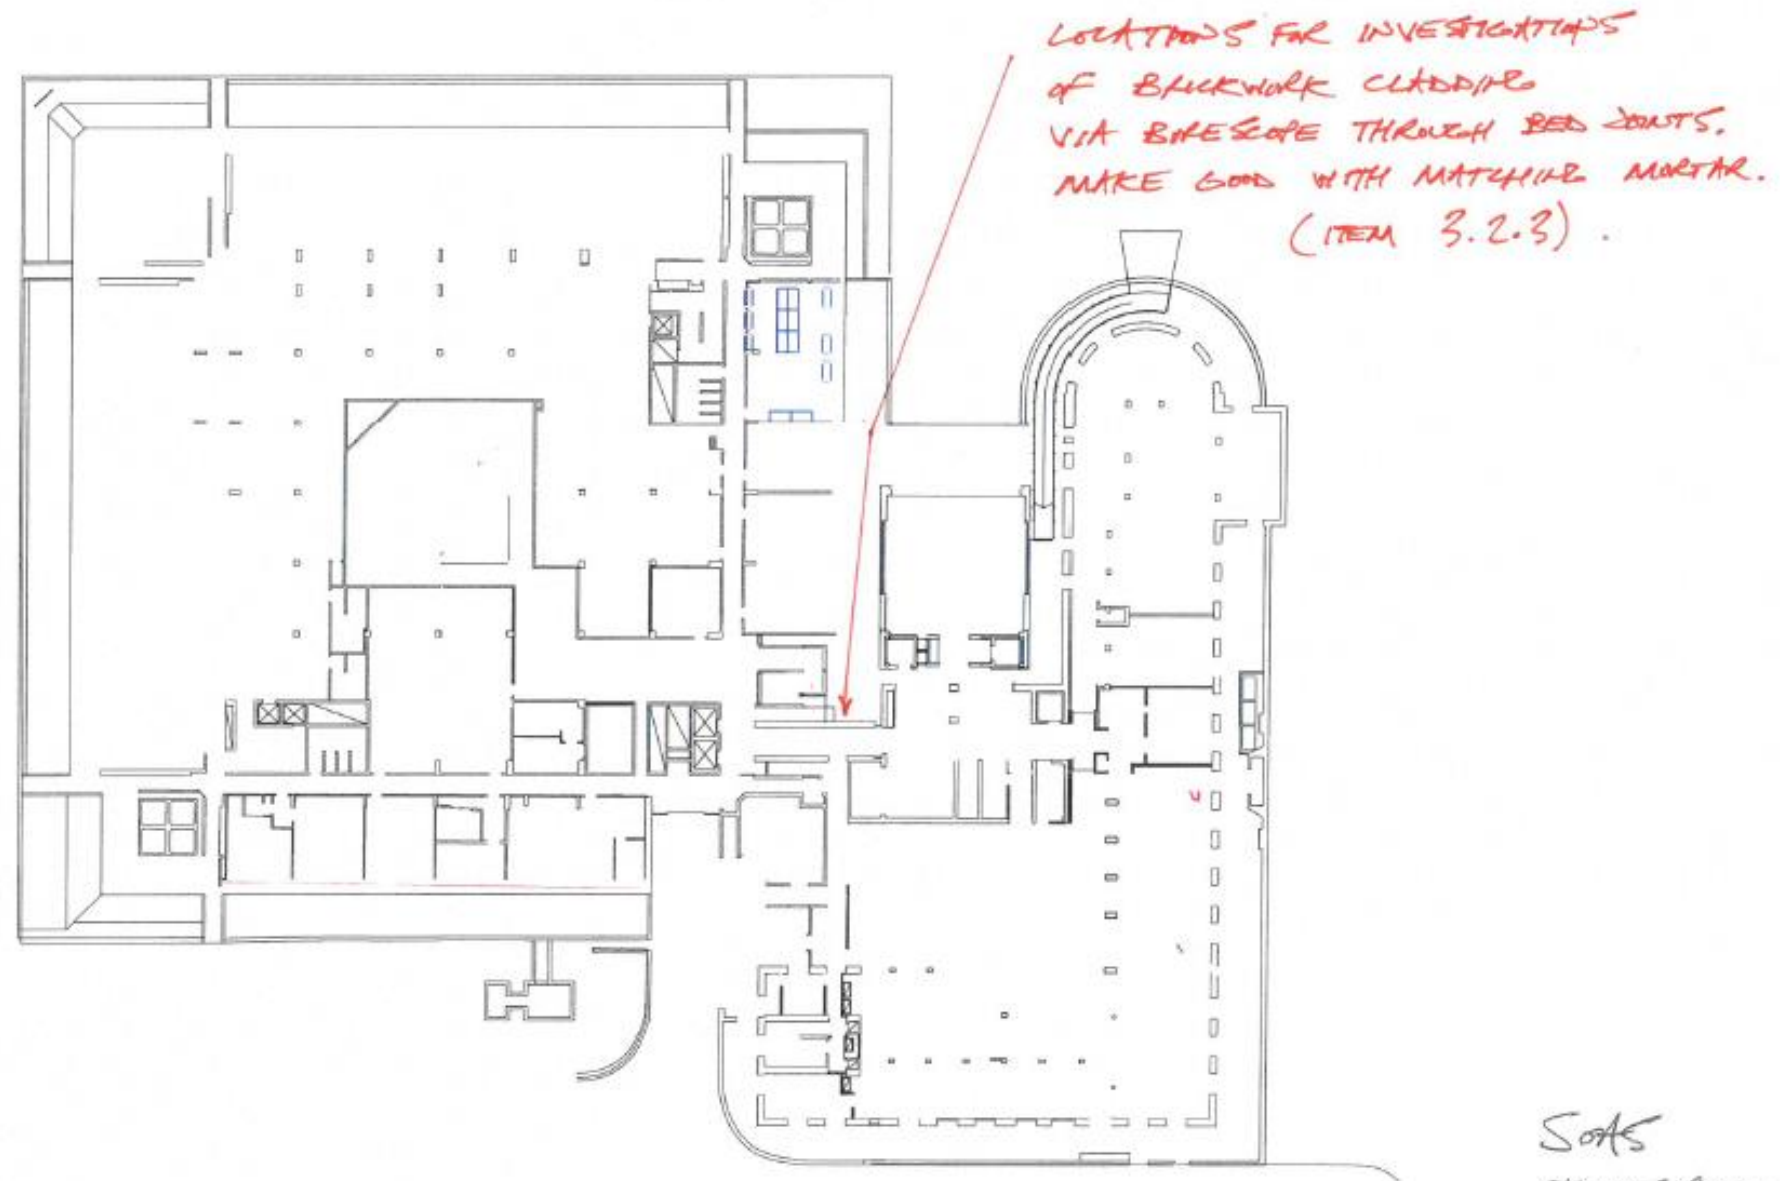 LOCATIONS FOR INVESTIGATIONS
OF BRICKWORK CLADDING
VIA BORESCOPE THROUGH BED JOINTS.
MAKE GOOD WITH MATCHING MORTAR.
(ITEM 3.2.3).
SOAS